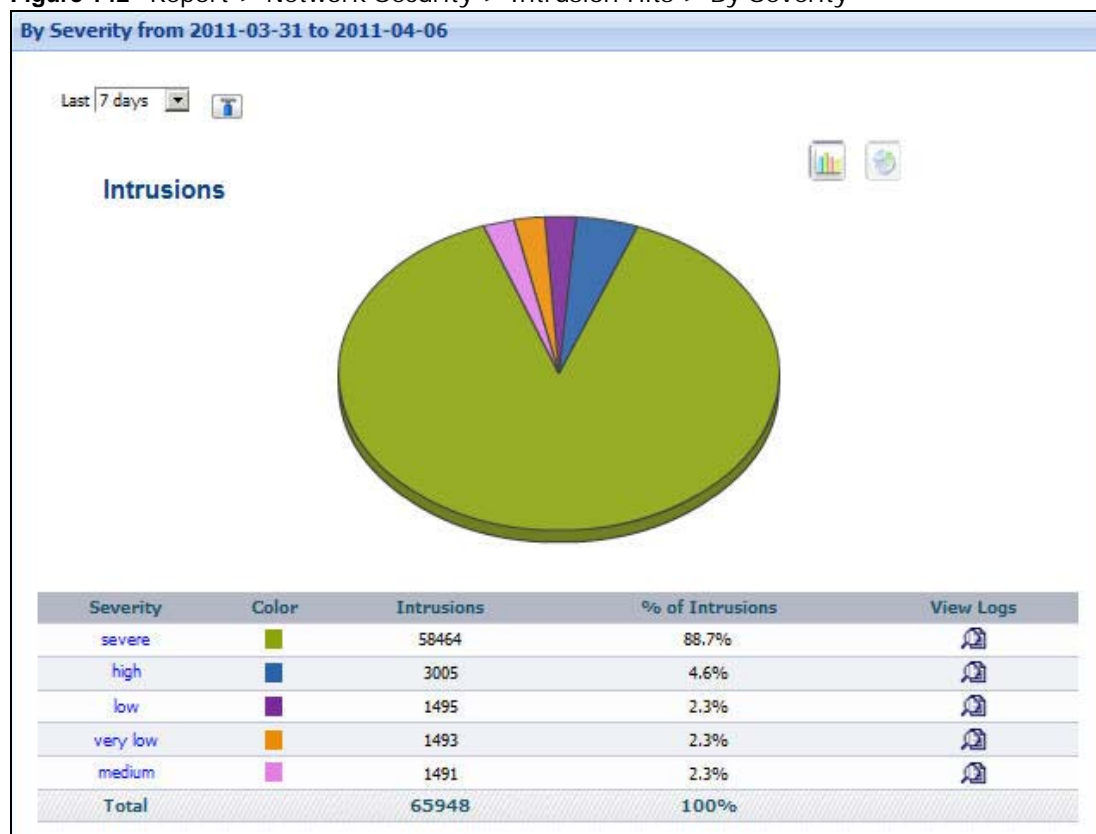 By Severity from 2011-03-31 to 2011-04-06
Last 7 days
Intrusions
Severity Color Intrusions % of Intrusions View Logs
severe 58464 88.7%
high 3005 4.6%
low 1495 2.3%
very low 1493 2.3%
medium 1491 2.3%
Total 65948 100%